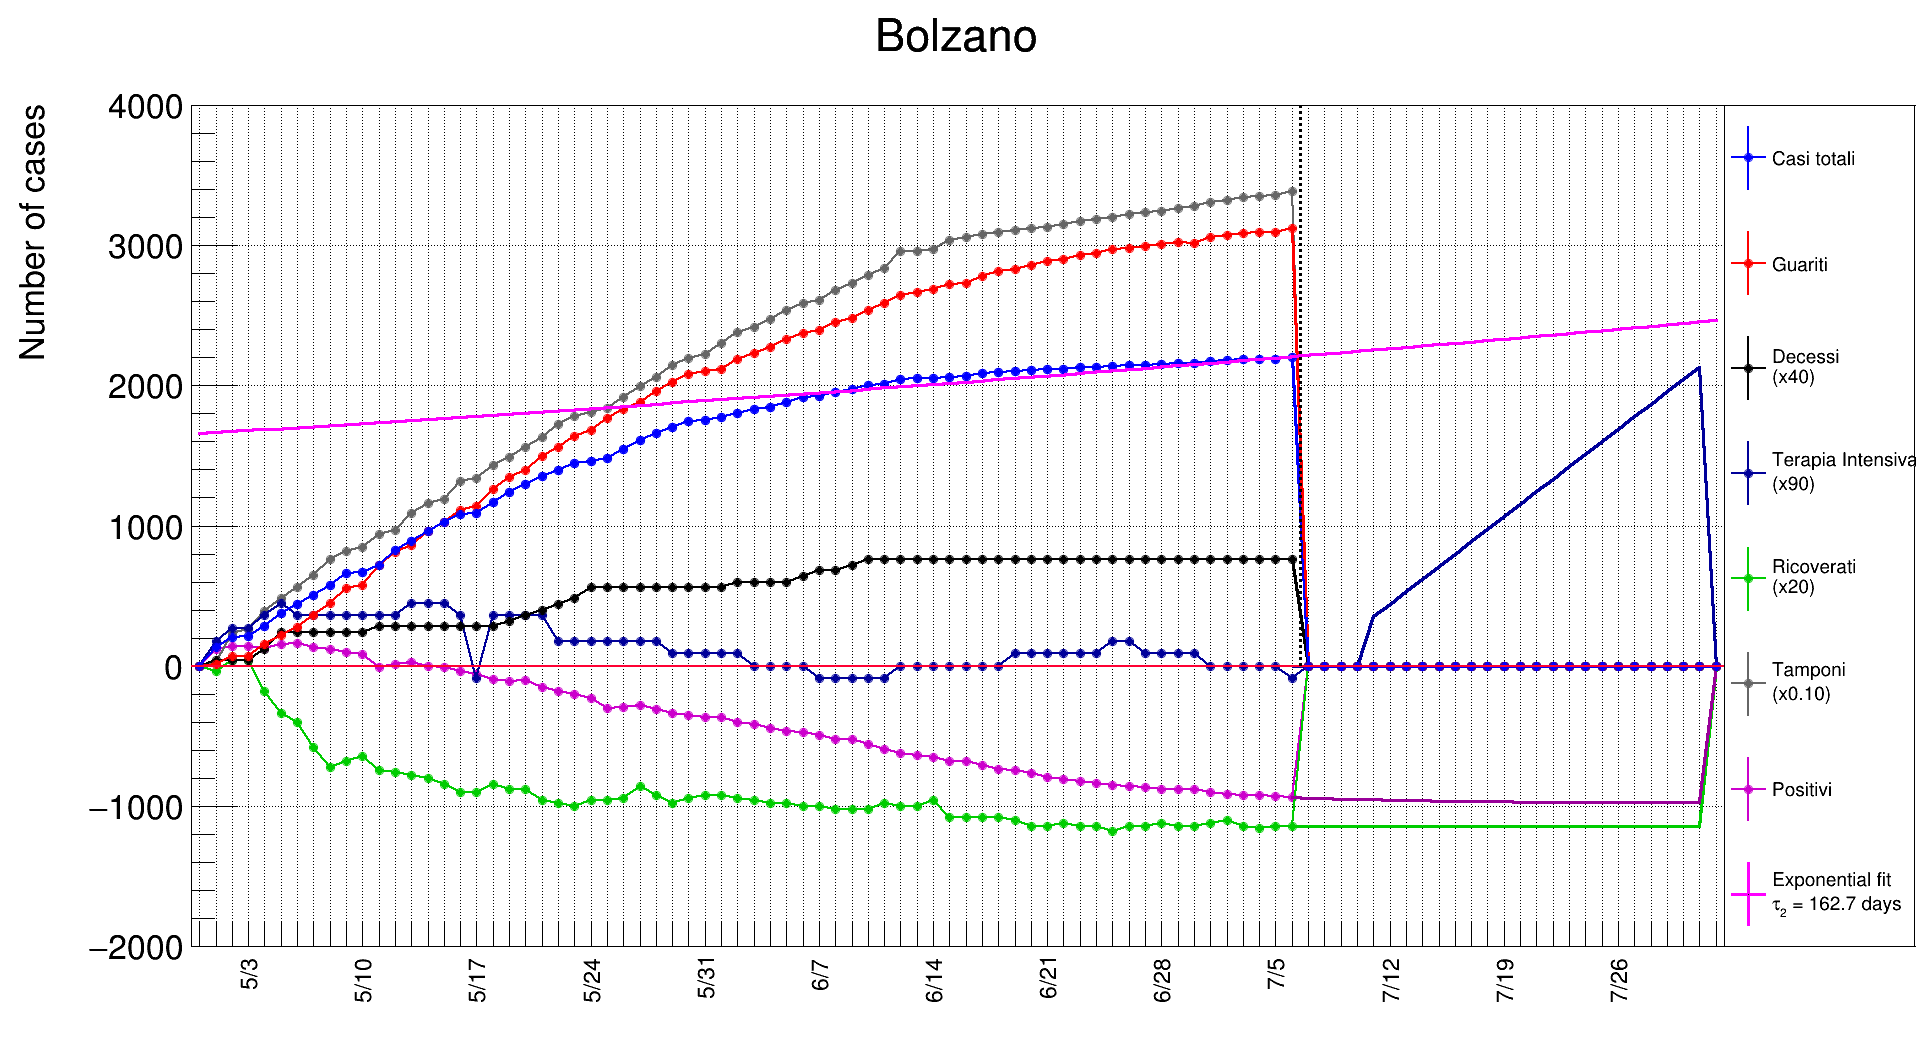 Bolzano
Number of cases
4000
3000
2000
1000
0
−1000
−2000
5/3
5/10
5/17
5/24
5/31
6/7
6/14
6/21
6/28
7/5
7/12
7/19
7/26
Casi totali
Guariti
Decessi
(x40)
Terapia Intensiva
(x90)
Ricoverati
(x20)
Tamponi
(x0.10)
Positivi
Exponential fit
τ2 = 162.7 days